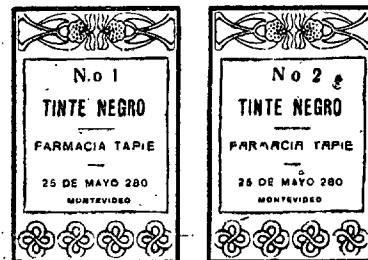 N.o 1
TINTE NEGRO
FARMACIA TAPIE
25 DE MAYO 280
MONTEVIDEO
N o 2
TINTE NEGRO
FARMACIA TAPIE
25 DE MAYO 280
MONTEVIDEO